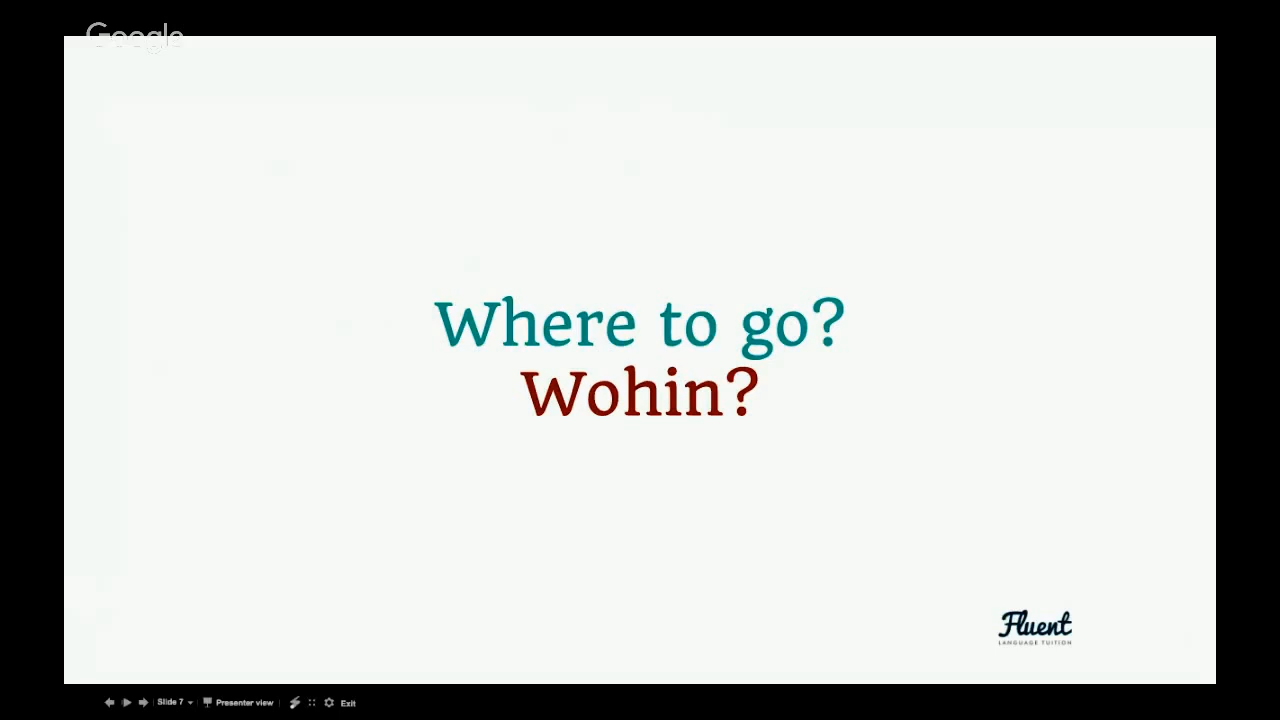 Google
Where to go?
Wohin?
Fluent
LANGUAGE TUITION
Slide 7
Presenter view
Exit